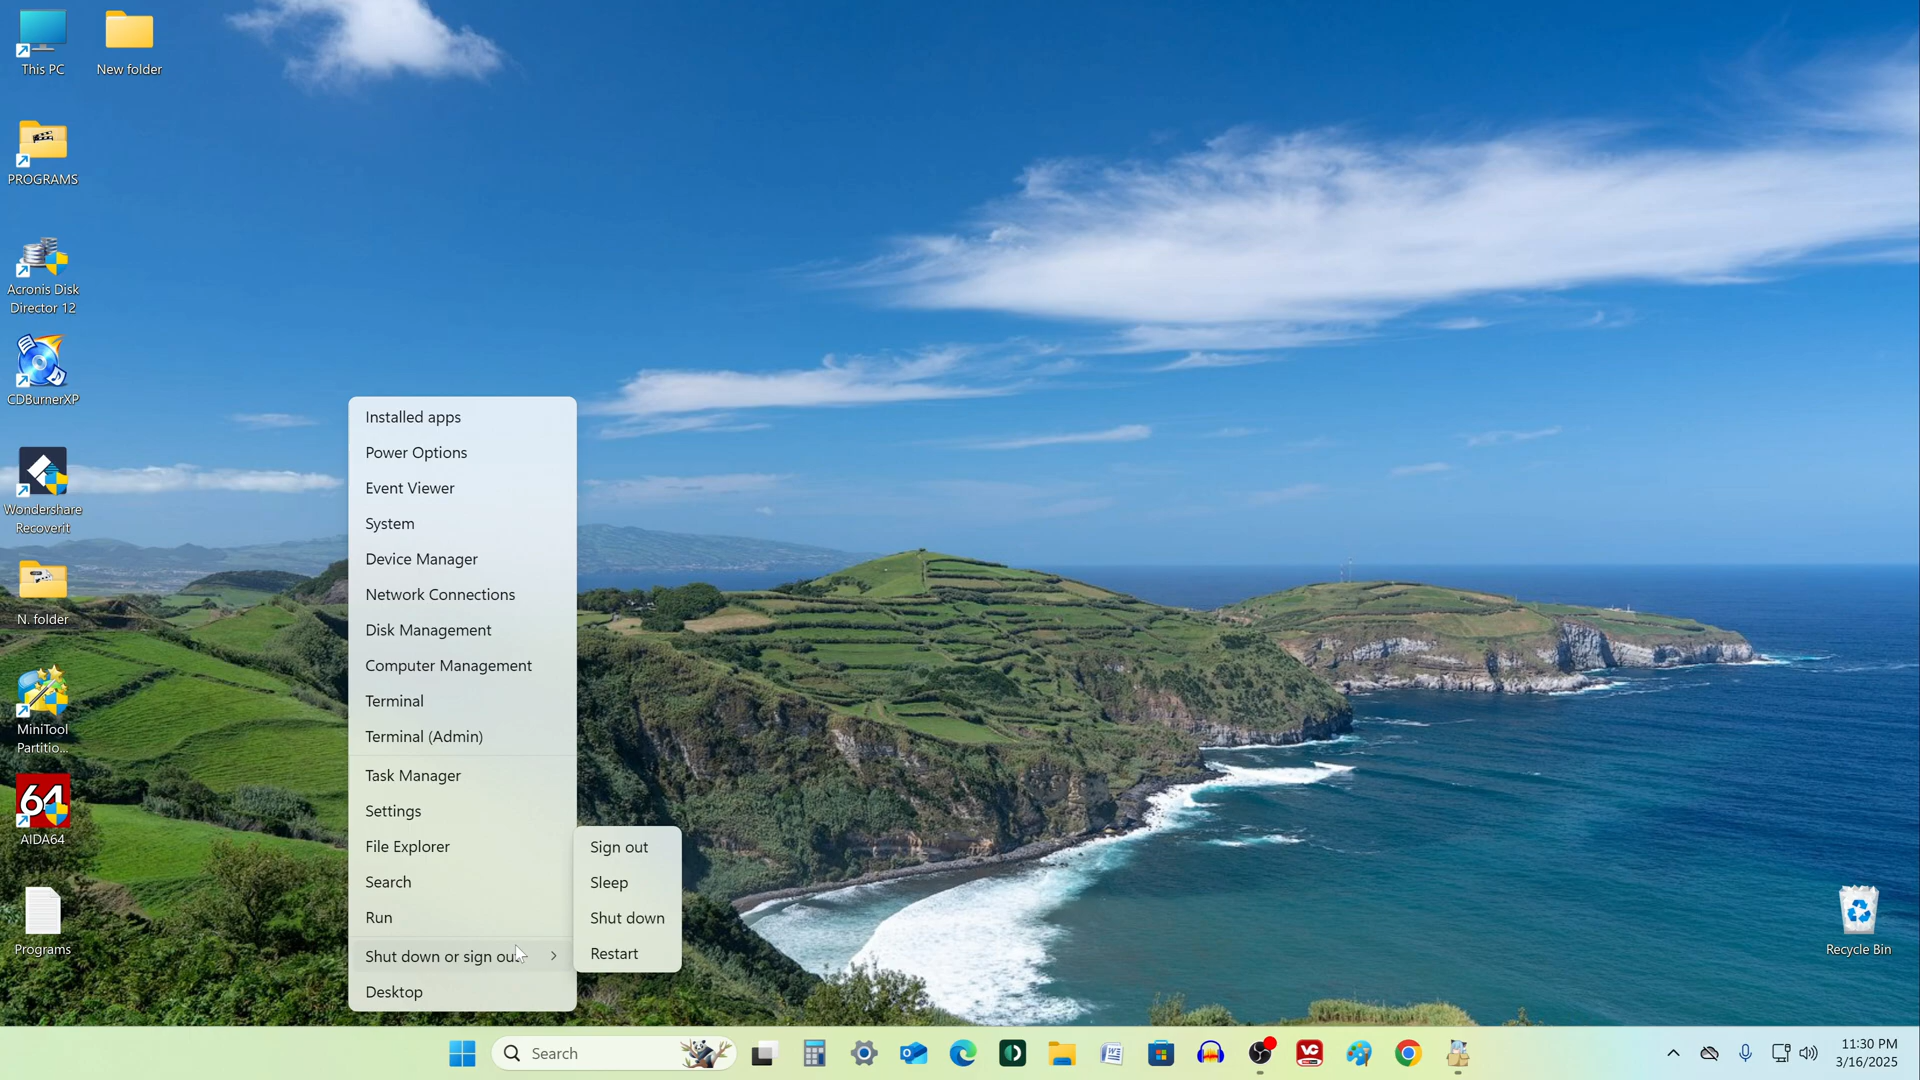 This PC
New folder
PROGRAMS
Acronis Disk
Director 12
CDBurnerXP
Wondershare
Recoverit
N. folder
MiniTool
Partitio...
64
AIDA64
Programs
Installed apps
Power Options
Event Viewer
System
Device Manager
Network Connections
Disk Management
Computer Management
Terminal
Terminal (Admin)
Task Manager
Settings
File Explorer
Search
Run
Shut down or sign out
Desktop
Sign out
Sleep
Shut down
Restart
Recycle Bin
Search
VC
11:30 PM
3/16/2025